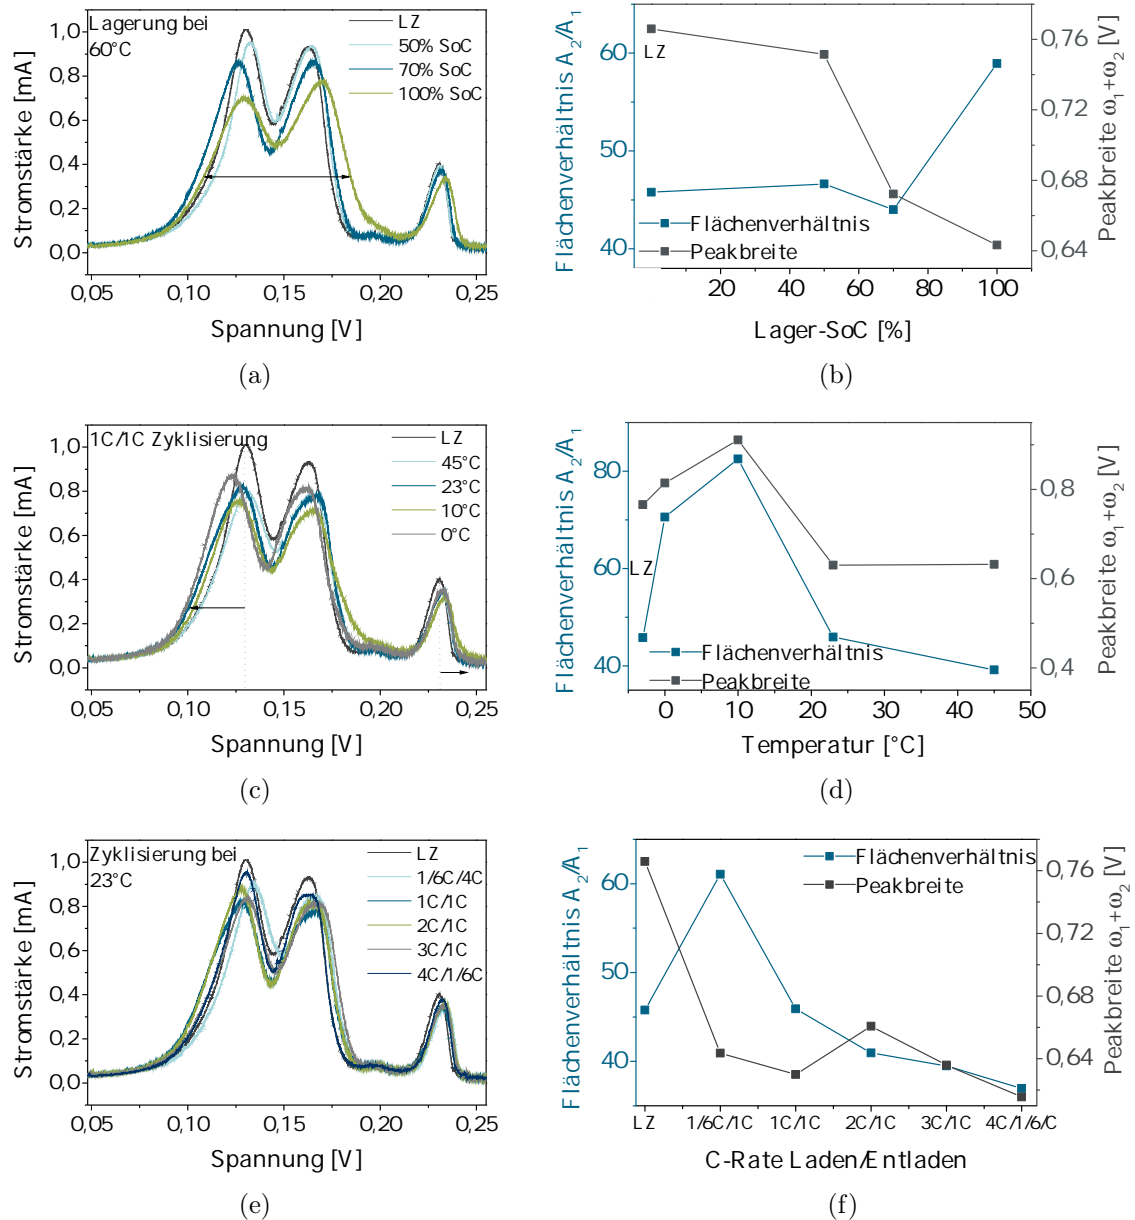 Lagerung bei
60°C
LZ
50% SoC
70% SoC
100% SoC
1,0
0,8
0,6
0,4
0,2
0,0
Stromstärke [mA]
0,05 0,10 0,15 0,20 0,25
Spannung [V]
(a)
LZ
60
50
40
Flächenverhältnis A₂/A₁
0,76
0,72
0,68
0,64
Peakbreite ω₁+ω₂ [V]
Flächenverhältnis
Peakbreite
20 40 60 80 100
Lager-SoC [%]
(b)
1C/1C Zyklisierung
LZ
45°C
23°C
10°C
0°C
1,0
0,8
0,6
0,4
0,2
0,0
Stromstärke [mA]
0,05 0,10 0,15 0,20 0,25
Spannung [V]
(c)
LZ
80
60
40
Flächenverhältnis A₂/A₁
0,8
0,6
0,4
Peakbreite ω₁+ω₂ [V]
Flächenverhältnis
Peakbreite
0 10 20 30 40 50
Temperatur [°C]
(d)
Zyklisierung bei
23°C
LZ
1/6C/4C
1C/1C
2C/1C
3C/1C
4C/1/6C
1,0
0,8
0,6
0,4
0,2
0,0
Stromstärke [mA]
0,05 0,10 0,15 0,20 0,25
Spannung [V]
(e)
Flächenverhältnis
Peakbreite
60
50
40
Flächenverhältnis A₂/A₁
0,76
0,72
0,68
0,64
Peakbreite ω₁+ω₂ [V]
LZ 1/6C/1C 1C/1C 2C/1C 3C/1C 4C/1/6/C
C-Rate Laden/Entladen
(f)